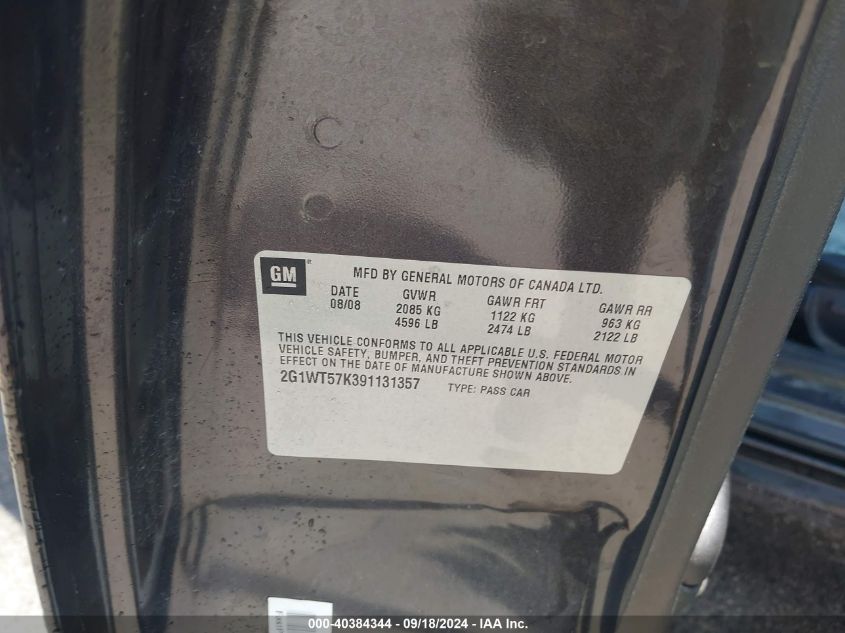 GM
MFD BY GENERAL MOTORS OF CANADA LTD.
DATE GVWR GAWR FRT GAWR RR
08/08 2085 KG 1122 KG 963 KG
4596 LB 2474 LB 2122 LB
THIS VEHICLE CONFORMS TO ALL APPLICABLE U.S. FEDERAL MOTOR
VEHICLE SAFETY, BUMPER, AND THEFT PREVENTION STANDARDS IN
EFFECT ON THE DATE OF MANUFACTURE SHOWN ABOVE.
2G1WT57K391131357 TYPE: PASS CAR
000-40384344 - 09/18/2024 - IAA Inc.